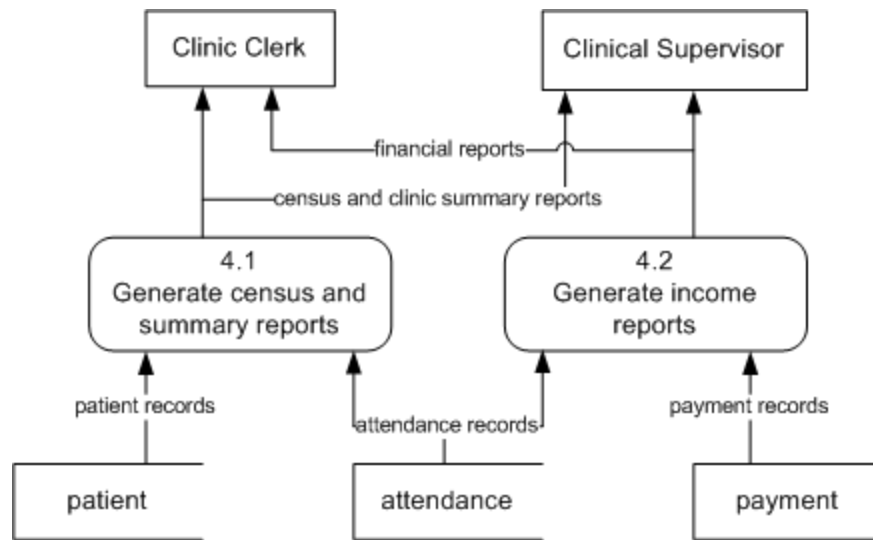 Clinic Clerk
Clinical Supervisor
financial reports
census and clinic summary reports
4.1
Generate census and
summary reports
4.2
Generate income
reports
patient records
attendance records
payment records
patient
attendance
payment